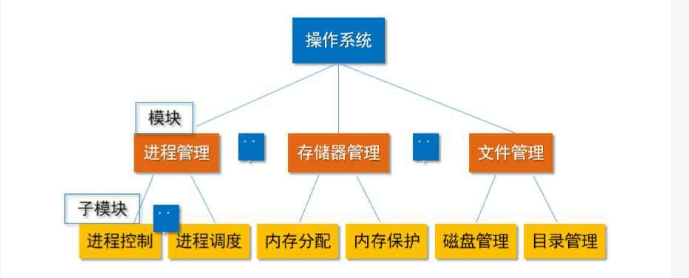 操作系统
模块
进程管理
存储器管理
文件管理
子模块
进程控制
进程调度
内存分配
内存保护
磁盘管理
目录管理